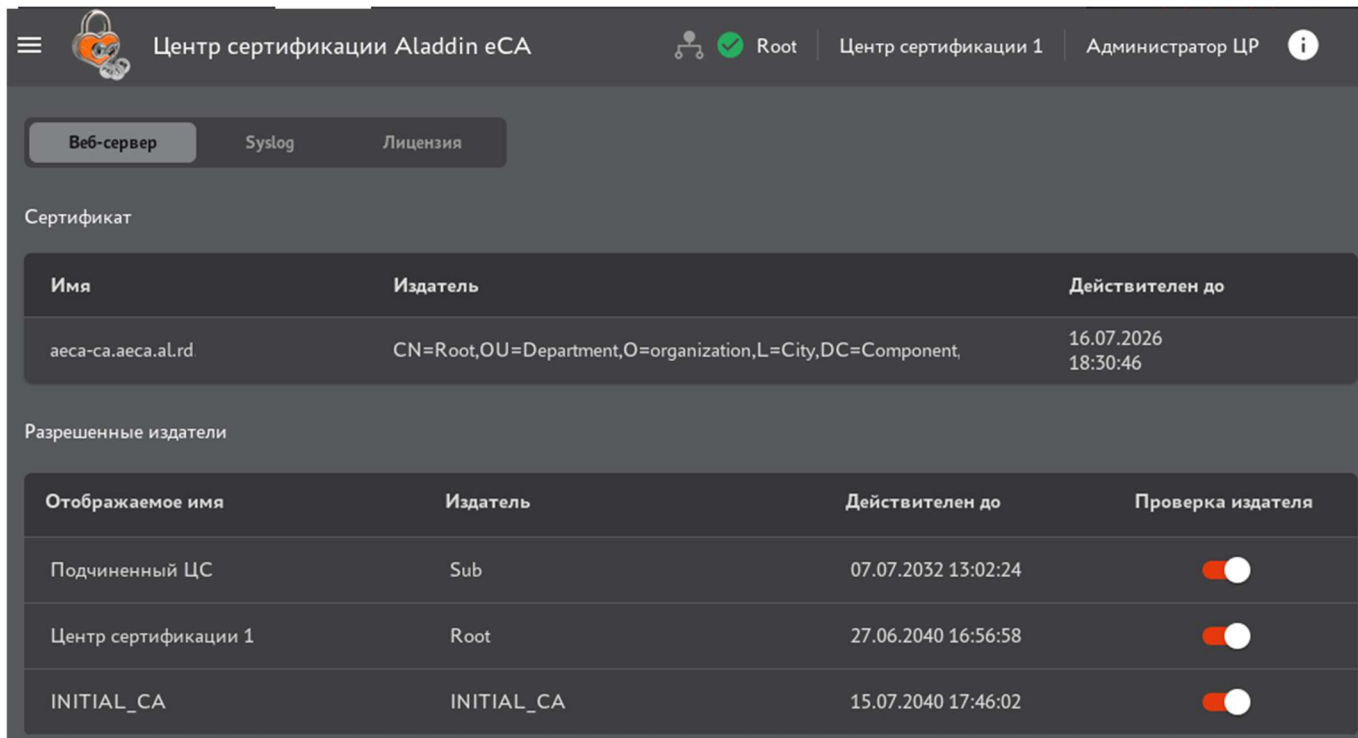 Центр сертификации Aladdin eCA
Root
Центр сертификации 1
Администратор ЦР
Веб-сервер
Syslog
Лицензия
Сертификат
Имя
Издатель
Действителен до
aeca-ca.aeca.al.rd
CN=Root,OU=Department,O=organization,L=City,DC=Component,
16.07.2026
18:30:46
Разрешенные издатели
Отображаемое имя
Издатель
Действителен до
Проверка издателя
Подчиненный ЦС
Sub
07.07.2032 13:02:24
Центр сертификации 1
Root
27.06.2040 16:56:58
INITIAL_CA
INITIAL_CA
15.07.2040 17:46:02